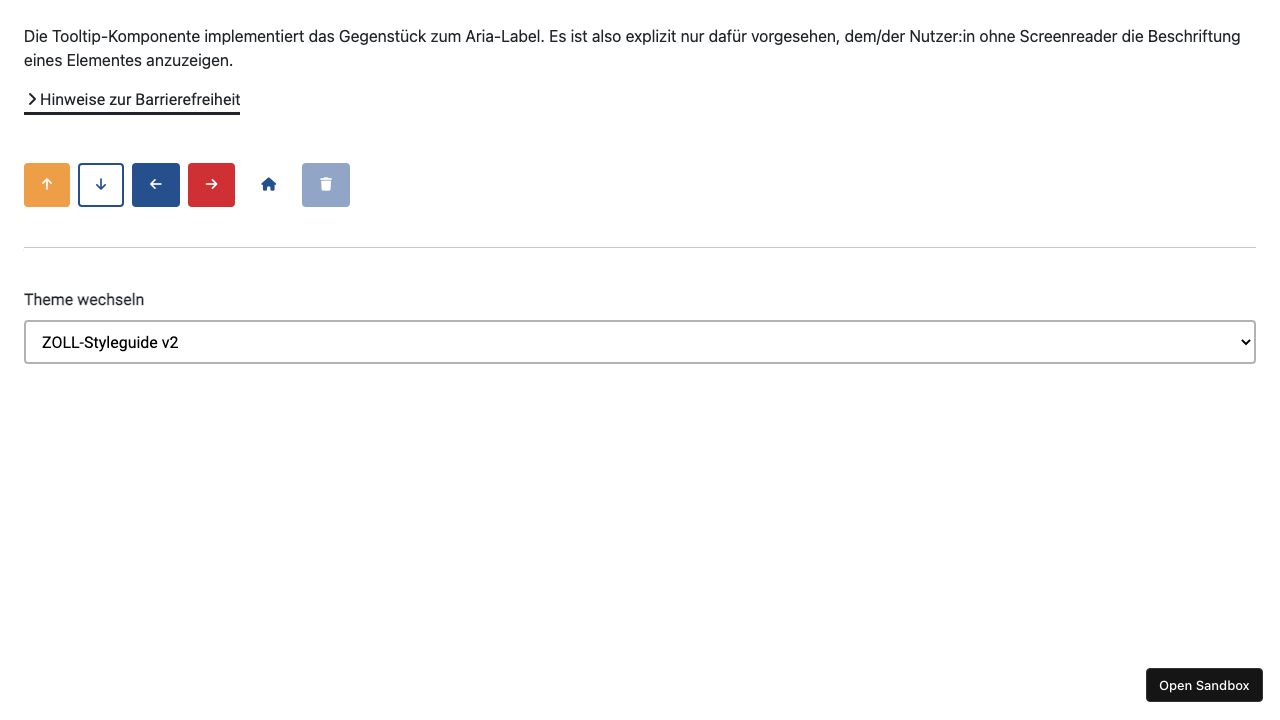 Die Tooltip-Komponente implementiert das Gegenstück zum Aria-Label. Es ist also explizit nur dafür vorgesehen, dem/der Nutzer:in ohne Screenreader die Beschriftung
eines Elementes anzuzeigen.
Hinweise zur Barrierefreiheit
Theme wechseln
ZOLL-Styleguide v2
Open Sandbox